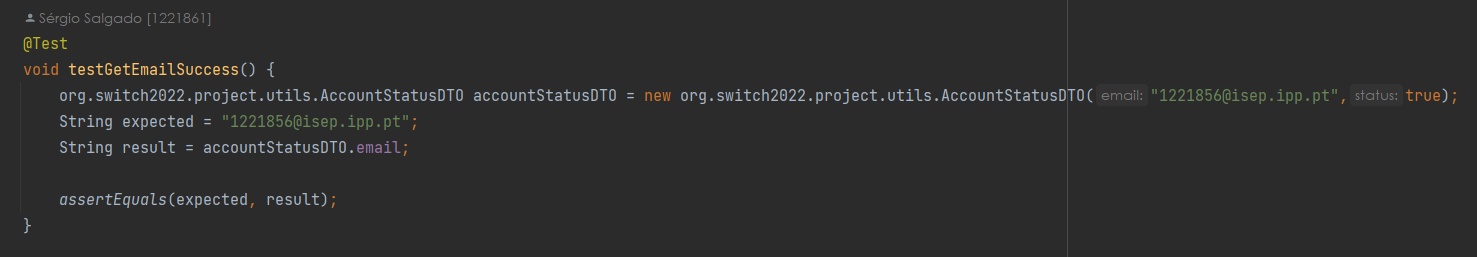 Sérgio Salgado [1221861]
@Test
void testGetEmailSuccess() {
org.switch2022.project.utils.AccountStatusDTO accountStatusDTO = new org.switch2022.project.utils.AccountStatusDTO( email: "1221856@isep.ipp.pt", status: true);
String expected = "1221856@isep.ipp.pt";
String result = accountStatusDTO.email;
assertEquals(expected, result);
}